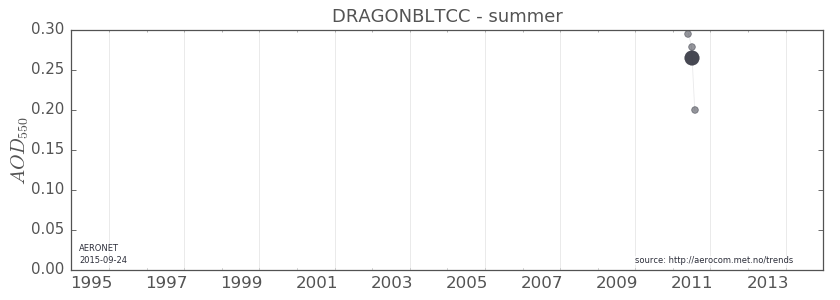 DRAGONBLTCC - summer
0.30
0.25
0.20
0.15
0.10
0.05
0.00
AOD550
AERONET
2015-09-24
source: http://aerocom.met.no/trends
1995 1997 1999 2001 2003 2005 2007 2009 2011 2013